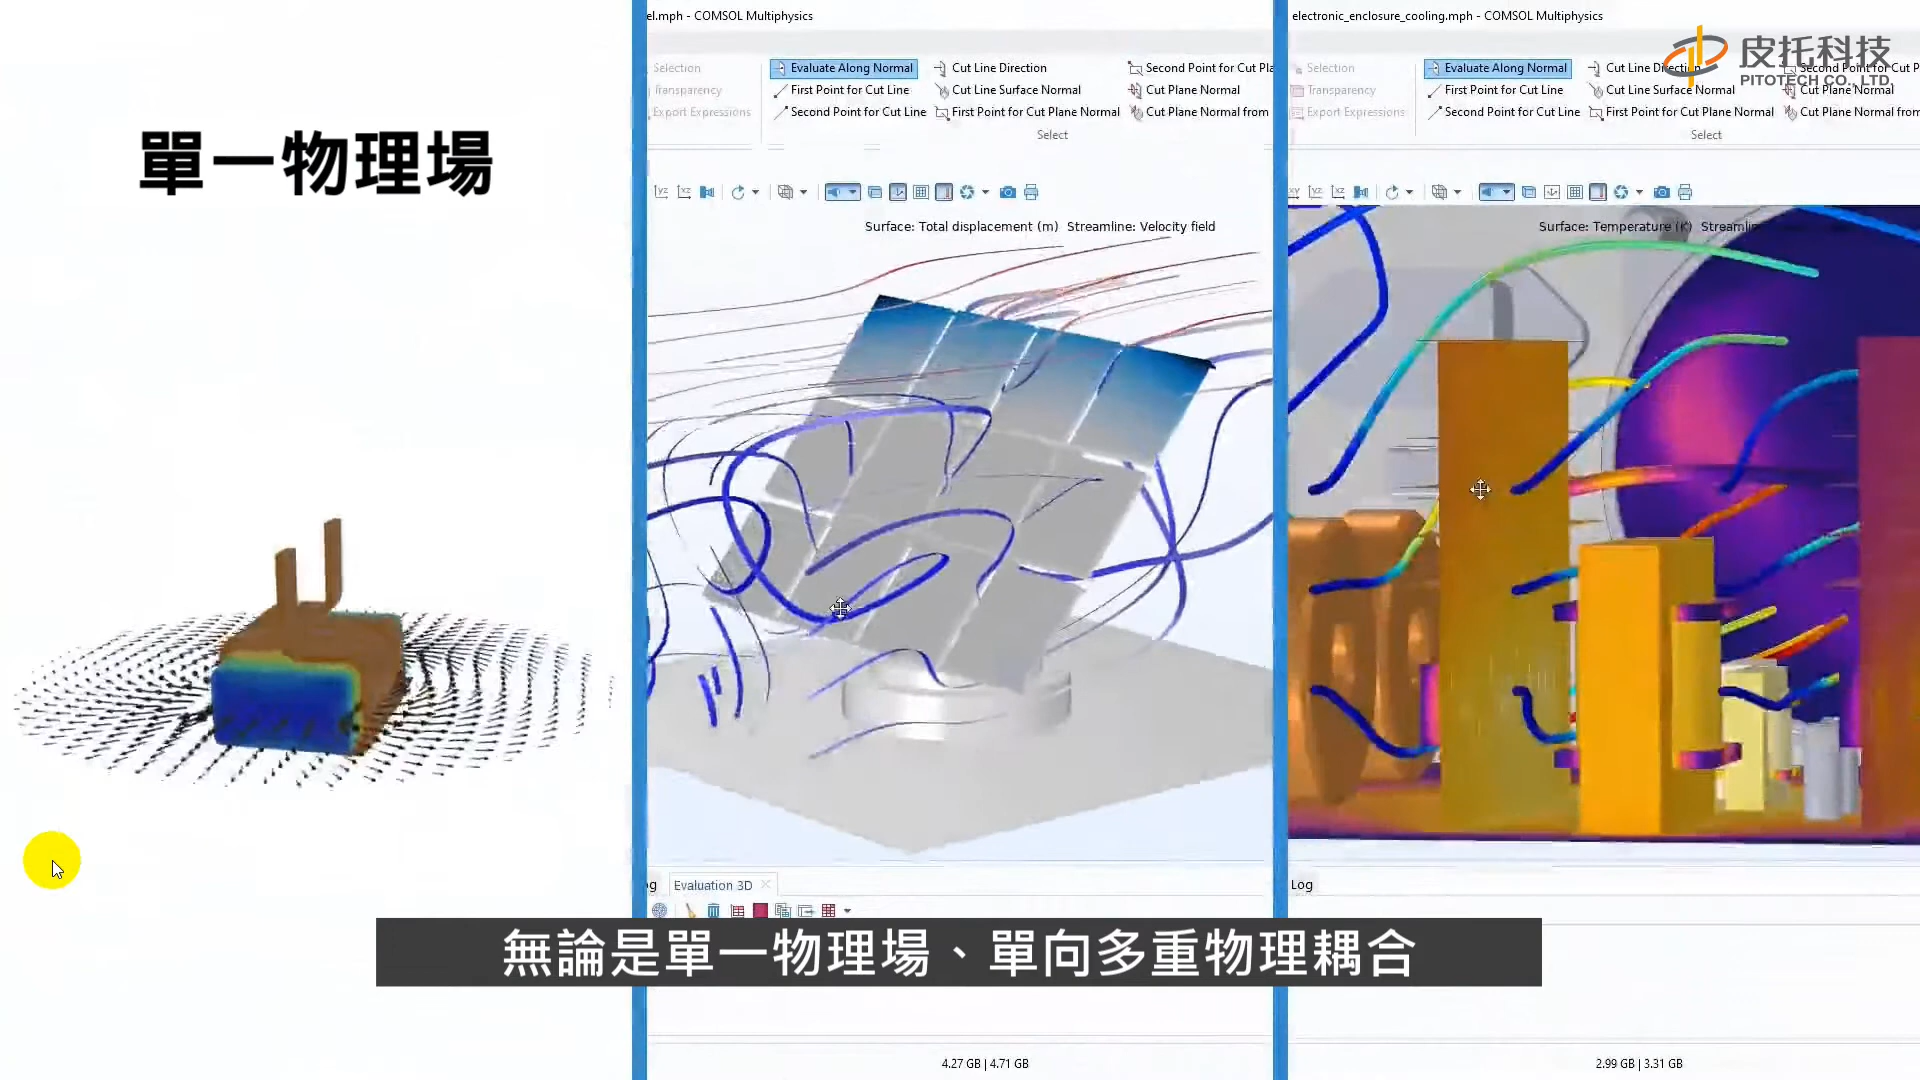 單一物理場
el.mph - COMSOL Multiphysics
Selection
Transparency
Export Expressions
Evaluate Along Normal
First Point for Cut Line
Second Point for Cut Line
Cut Line Direction
Cut Line Surface Normal
First Point for Cut Plane Normal
Second Point for Cut Pla
Cut Plane Normal
Cut Plane Normal from
Select
yz
xz
Surface: Total displacement (m) Streamline: Velocity field
og
Evaluation 3D
4.27 GB | 4.71 GB
electronic_enclosure_cooling.mph - COMSOL Multiphysics
皮托科技
PITOTECH CO., LTD.
Selection
Transparency
Export Expressions
Evaluate Along Normal
First Point for Cut Line
Second Point for Cut Line
Cut Line Direction
Cut Line Surface Normal
First Point for Cut Plane Normal
Second Point for Cut P
Cut Plane Normal
Cut Plane Normal from
Select
xy
yz
xz
Surface: Temperature (K) Streamlin
Log
2.99 GB | 3.31 GB
無論是單一物理場、單向多重物理耦合